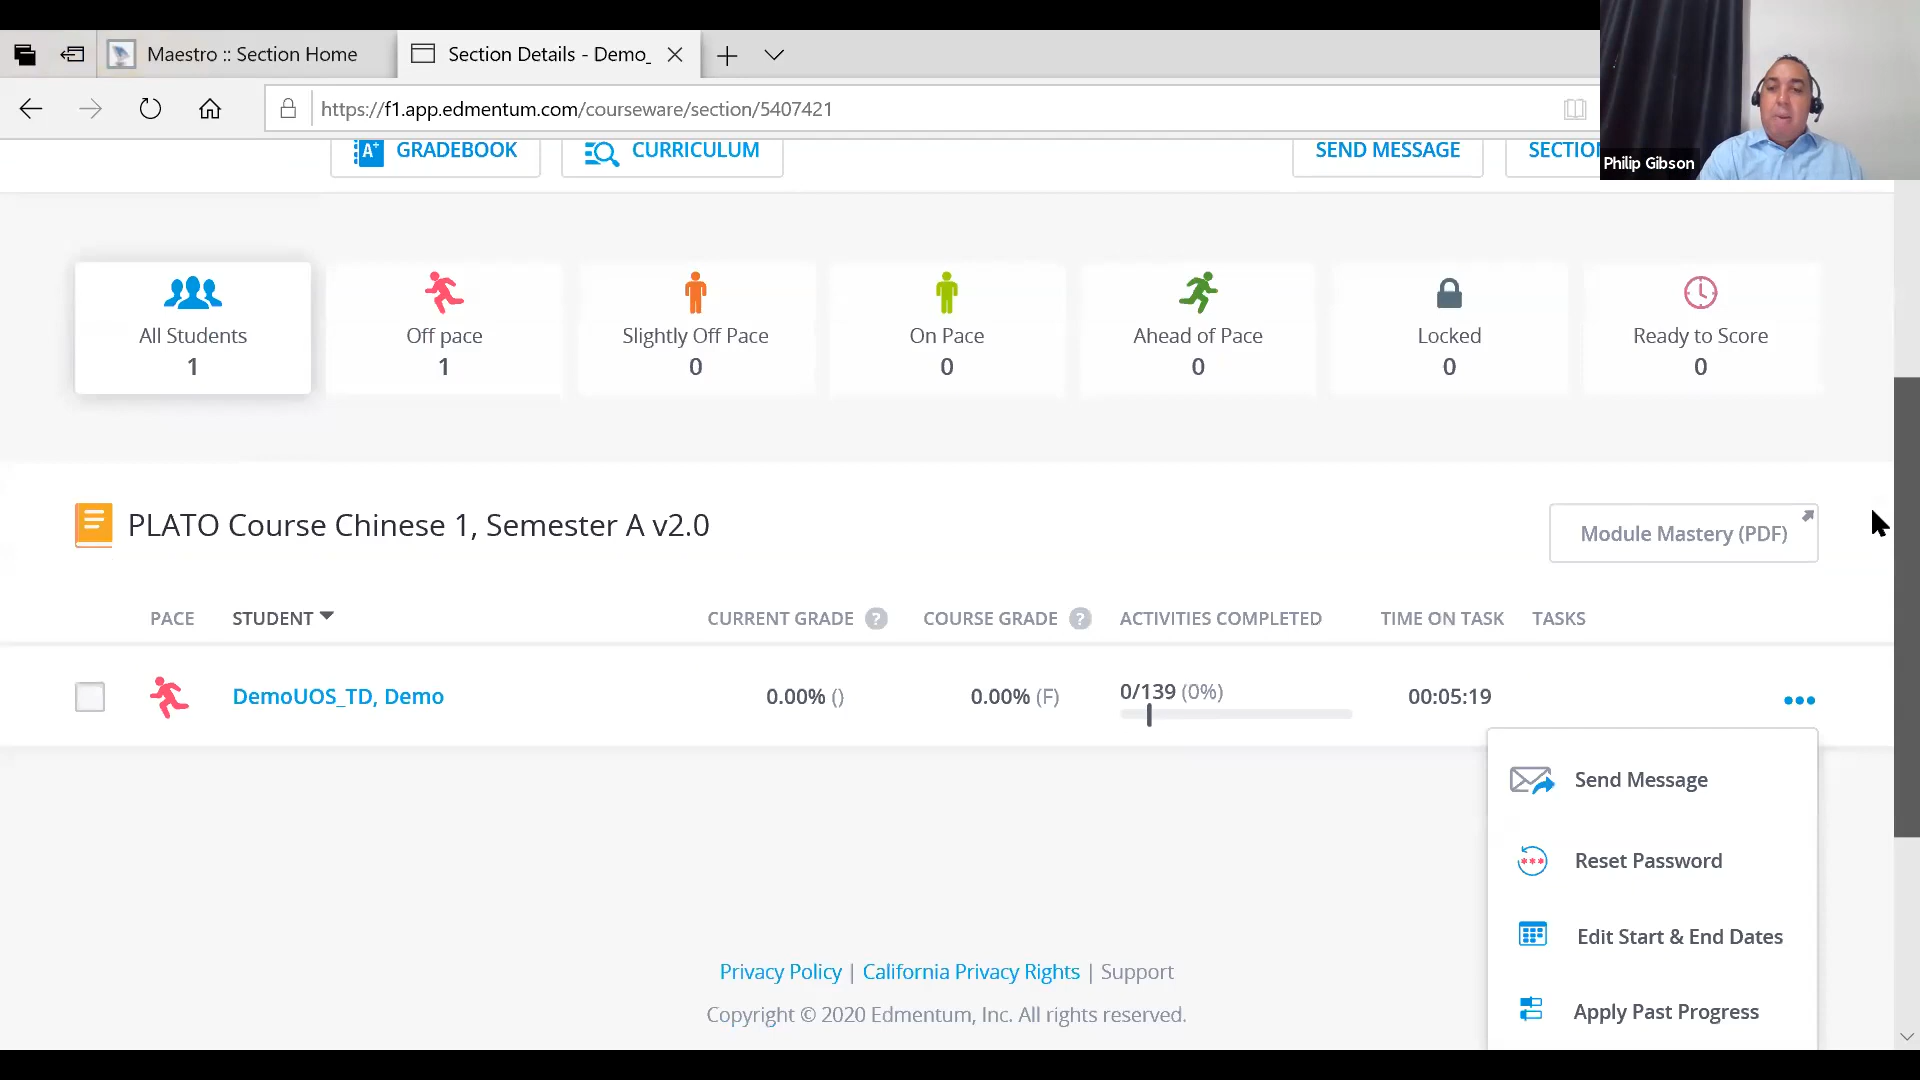 Maestro :: Section Home
Section Details - Demo_
https://f1.app.edmentum.com/courseware/section/5407421
Philip Gibson
A+ GRADEBOOK
CURRICULUM
SEND MESSAGE
SECTIO
All Students
1
Off pace
1
Slightly Off Pace
0
On Pace
0
Ahead of Pace
0
Locked
0
Ready to Score
0
PLATO Course Chinese 1, Semester A v2.0
Module Mastery (PDF)
PACE STUDENT CURRENT GRADE ? COURSE GRADE ? ACTIVITIES COMPLETED TIME ON TASK TASKS
DemoUOS_TD, Demo 0.00% () 0.00% (F) 0/139 (0%) 00:05:19
Send Message
Reset Password
Edit Start & End Dates
Apply Past Progress
Privacy Policy | California Privacy Rights | Support
Copyright © 2020 Edmentum, Inc. All rights reserved.